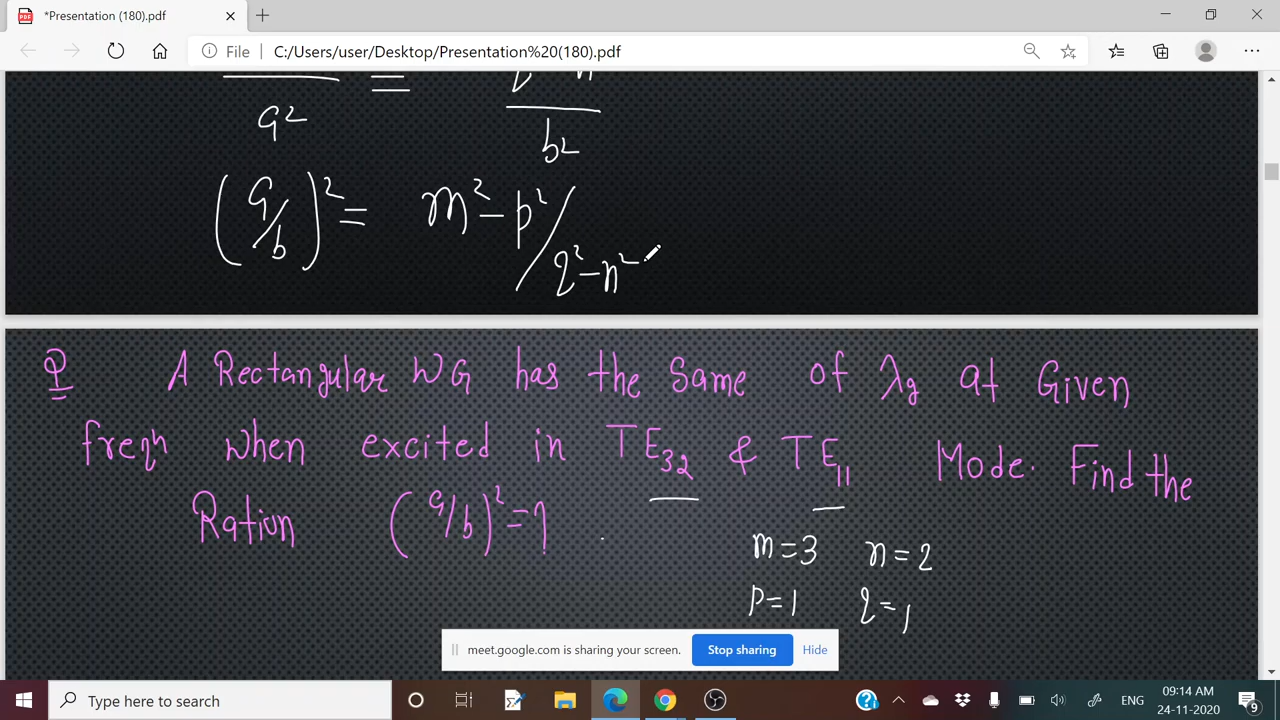 *Presentation (180).pdf
File C:/Users/user/Desktop/Presentation%20(180).pdf
a² = b²
(a/b)² = m² - p² / q² - n²
Q A Rectangular WG has the Same of λg at Given
freqn when excited in TE32 & TE11 Mode. Find the
Ration (a/b)² = ?
m = 3 n = 2
p = 1 q = 1
meet.google.com is sharing your screen. Stop sharing Hide
Type here to search ENG 09:14 AM
24-11-2020 9